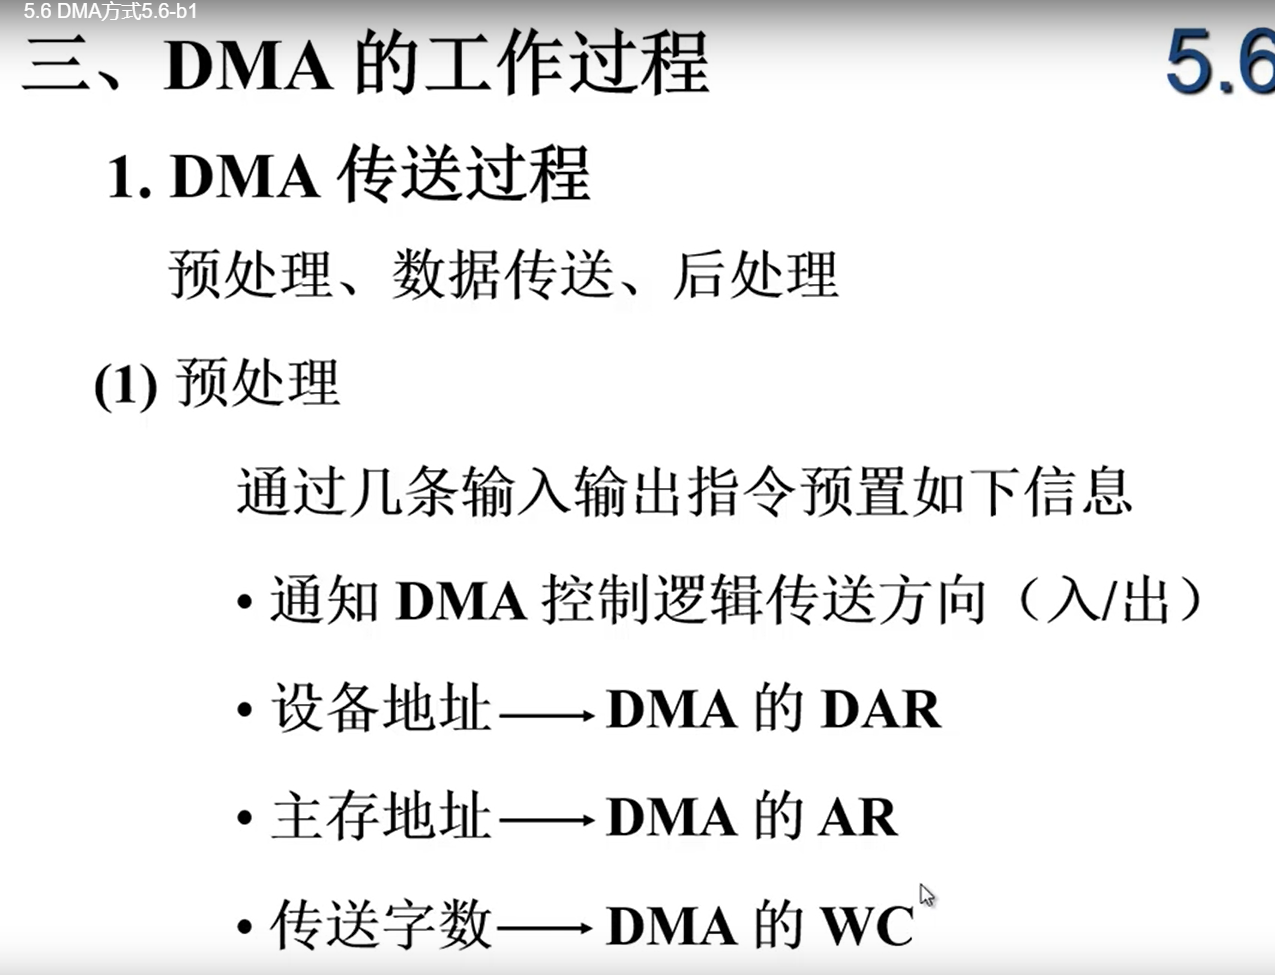 5.6 DMA方式5.6-b1
三、DMA 的工作过程
5.6
1. DMA 传送过程
预处理、数据传送、后处理
(1) 预处理
通过几条输入输出指令预置如下信息
• 通知 DMA 控制逻辑传送方向（入/出）
• 设备地址⟶DMA 的 DAR
• 主存地址⟶DMA 的 AR
• 传送字数⟶DMA 的 WC